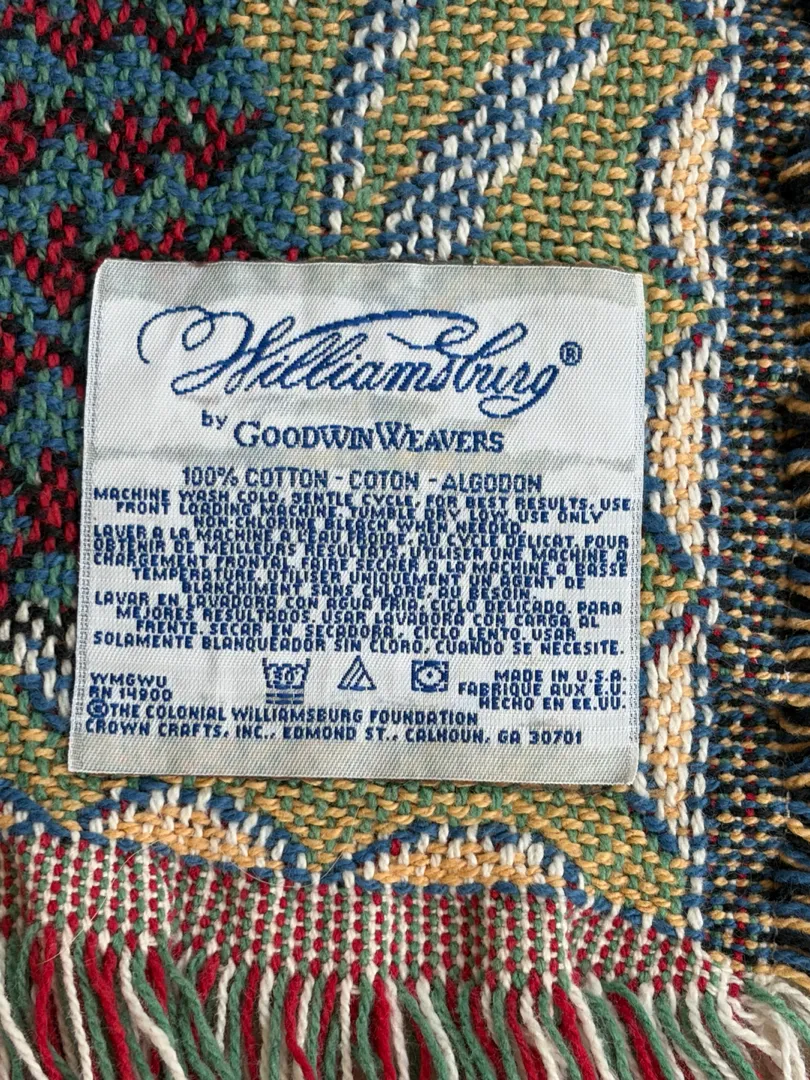 Williamsburg®
by GOODWIN WEAVERS
100% COTTON - COTON - ALGODON
MACHINE WASH COLD, GENTLE CYCLE, FOR BEST RESULTS, USE
FRONT LOADING MACHINE, TUMBLE DRY LOW, USE ONLY
NON-CHLORINE BLEACH WHEN NEEDED.
LAVER A LA MACHINE A L'EAU FROIDE, AU CYCLE DELICAT. POUR
OBTENIR DE MEILLEURS RESULTATS, UTILISER UNE MACHINE A
CHARGEMENT FRONTAL, FAIRE SECHER A LA MACHINE A BASSE
TEMPERATURE, UTILISER UNIQUEMENT UN AGENT DE
BLANCHIMENT, SANS CHLORE, AU BESOIN.
LAVAR EN LAVADORA CON AGUA FRIA, CICLO DELICADO. PARA
MEJORES RESULTADOS, USAR LAVADORA CON CARGA AL
FRENTE, SECAR EN SECADORA, CICLO LENTO. USAR
SOLAMENTE BLANQUEADOR SIN CLORO, CUANDO SE NECESITE.
WMGWU
RN 14900
MADE IN U.S.A.
FABRIQUE AUX E.U.
HECHO EN EE.UU.
©THE COLONIAL WILLIAMSBURG FOUNDATION
CROWN CRAFTS, INC., EDMOND ST., CALHOUN, GA 30701